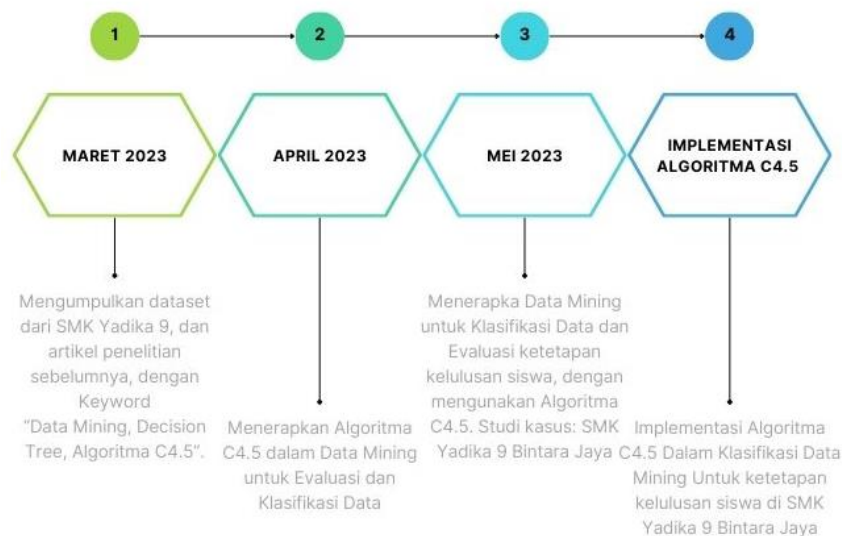 1
2
3
4
MARET 2023
APRIL 2023
MEI 2023
IMPLEMENTASI
ALGORITMA C4.5
Mengumpulkan dataset
dari SMK Yadika 9, dan
artikel penelitian
sebelumnya, dengan
Keyword
"Data Mining, Decision
Tree, Algoritma C4.5".
Menerapkan Algoritma
C4.5 dalam Data Mining
untuk Evaluasi dan
Klasifikasi Data
Menerapka Data Mining
untuk Klasifikasi Data dan
Evaluasi ketetapan
kelulusan siswa, dengan
mengunakan Algoritma
C4.5. Studi kasus: SMK
Yadika 9 Bintara Jaya
Implementasi Algoritma
C4.5 Dalam Klasifikasi Data
Mining Untuk ketetapan
kelulusan siswa di SMK
Yadika 9 Bintara Jaya